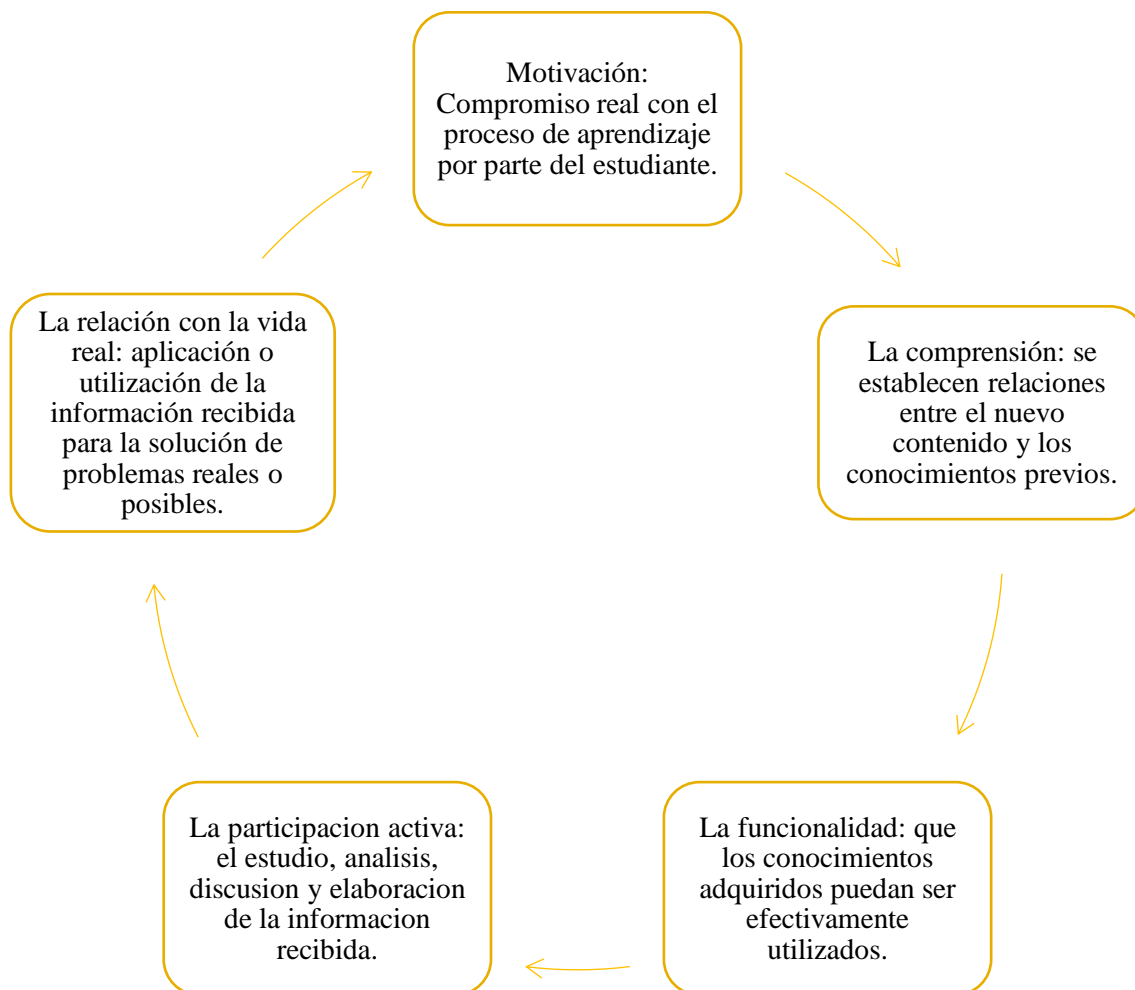 Motivación:
Compromiso real con el
proceso de aprendizaje
por parte del estudiante.
La comprensión: se
establecen relaciones
entre el nuevo
contenido y los
conocimientos previos.
La funcionalidad: que
los conocimientos
adquiridos puedan ser
efectivamente
utilizados.
La participacion activa:
el estudio, analisis,
discusion y elaboracion
de la informacion
recibida.
La relación con la vida
real: aplicación o
utilización de la
información recibida
para la solución de
problemas reales o
posibles.